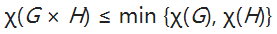 χ(G × H) ≤ min {χ(G), χ(H)}